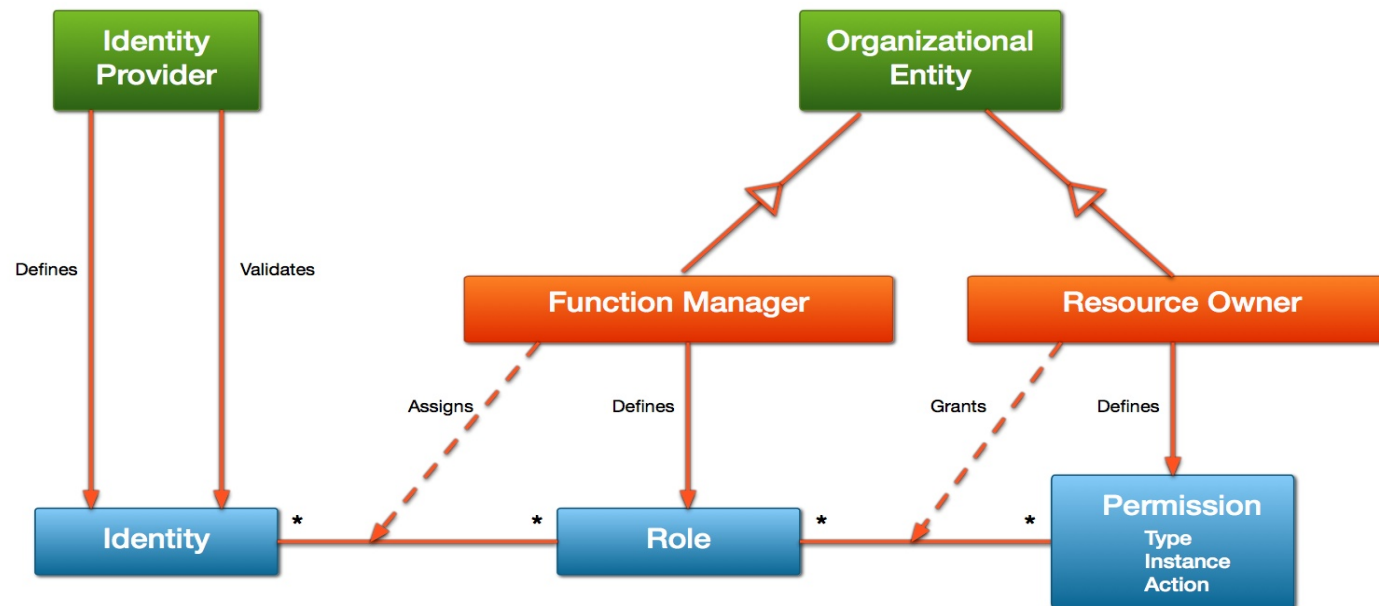 Identity
Provider
Organizational
Entity
Defines
Validates
Function Manager
Resource Owner
Assigns
Defines
Grants
Defines
Identity
*
*
Role
*
*
Permission
Type
Instance
Action